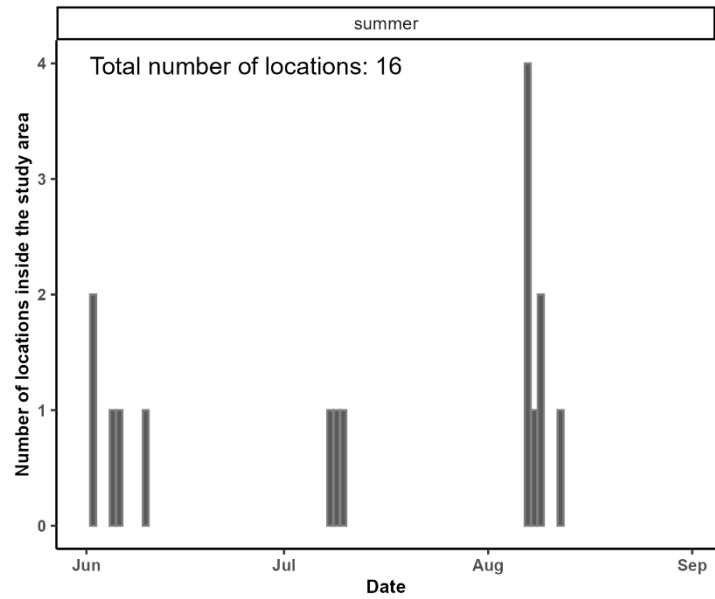 summer
Total number of locations: 16
Number of locations inside the study area
4
3
2
1
0
Jun Jul Aug Sep
Date